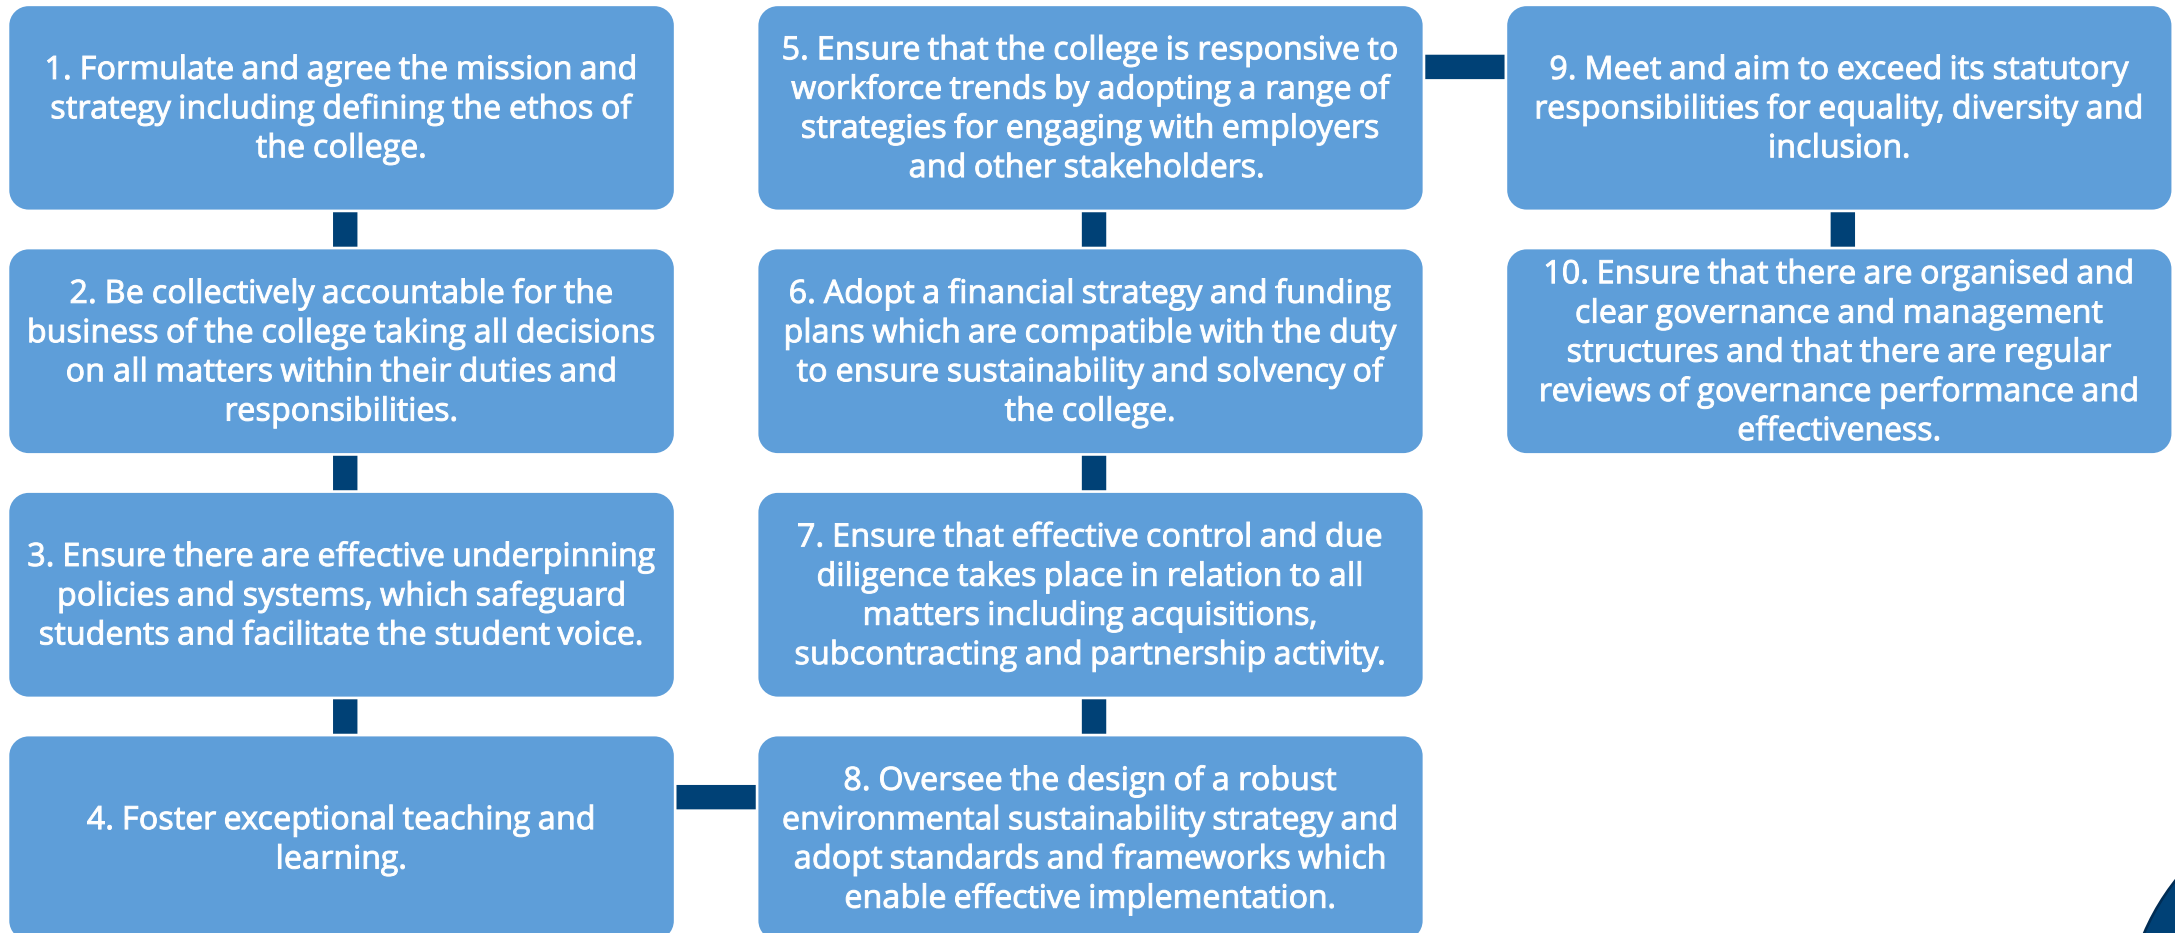 1. Formulate and agree the mission and
strategy including defining the ethos of
the college.
2. Be collectively accountable for the
business of the college taking all decisions
on all matters within their duties and
responsibilities.
3. Ensure there are effective underpinning
policies and systems, which safeguard
students and facilitate the student voice.
4. Foster exceptional teaching and
learning.
5. Ensure that the college is responsive to
workforce trends by adopting a range of
strategies for engaging with employers
and other stakeholders.
6. Adopt a financial strategy and funding
plans which are compatible with the duty
to ensure sustainability and solvency of
the college.
7. Ensure that effective control and due
diligence takes place in relation to all
matters including acquisitions,
subcontracting and partnership activity.
8. Oversee the design of a robust
environmental sustainability strategy and
adopt standards and frameworks which
enable effective implementation.
9. Meet and aim to exceed its statutory
responsibilities for equality, diversity and
inclusion.
10. Ensure that there are organised and
clear governance and management
structures and that there are regular
reviews of governance performance and
effectiveness.